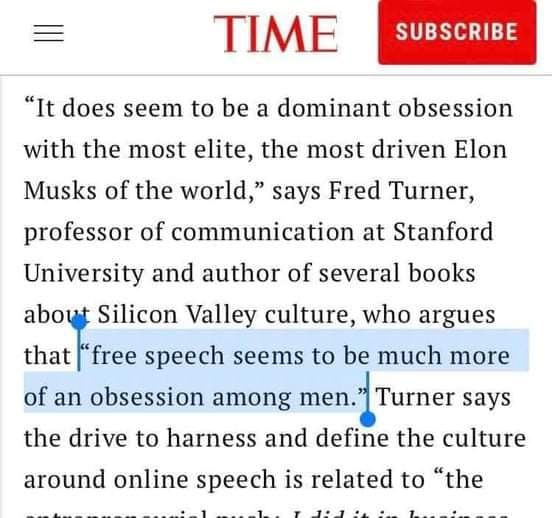 TIME
SUBSCRIBE
“It does seem to be a dominant obsession
with the most elite, the most driven Elon
Musks of the world,” says Fred Turner,
professor of communication at Stanford
University and author of several books
about Silicon Valley culture, who argues
that “free speech seems to be much more
of an obsession among men.” Turner says
the drive to harness and define the culture
around online speech is related to “the